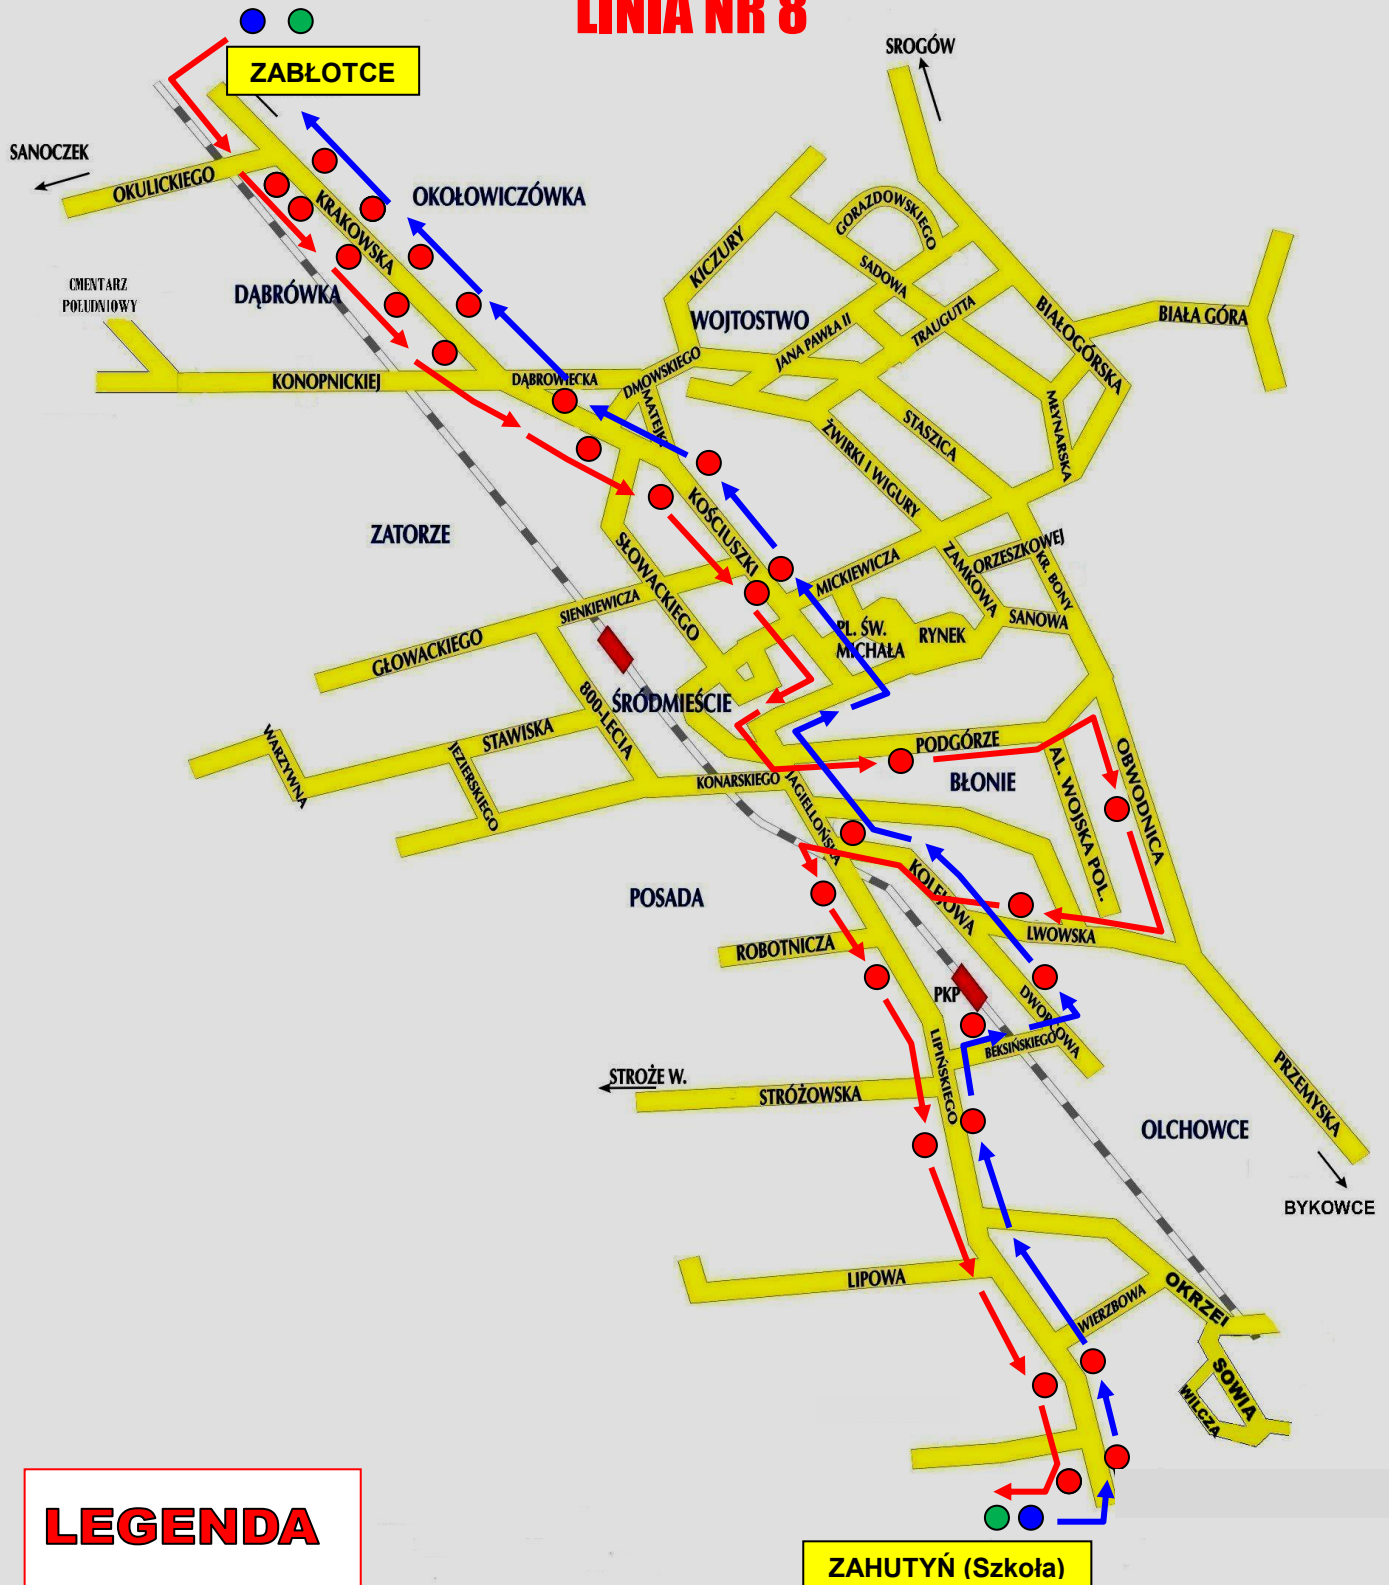 LINIA NR 8
ZABŁOTCE
SROGÓW
SANOCZEK
OKULICKIEGO
OKOŁOWICZÓWKA
KRAKOWSKA
GORAZDOWSKIEGO
KICZURY
SADOWA
CMENTARZ
POŁUDNIOWY
DĄBRÓWKA
WOJTOSTWO
JANA PAWŁA II
TRAUGUTTA
BIAŁOGÓRSKA
BIAŁA GÓRA
KONOPNICKIEJ
DĄBROWIECKA
DMOWSKIEGO
MATEJK
STASZICA
MŁYNARSKA
ŻWIRKI I WIGURY
ZATORZE
KOŚCIUSZKI
SŁOWACKIEGO
MICKIEWICZA
ZAMKOWA
ORZESZKOWEJ
KR. BONY
SIENKIEWICZA
GŁOWACKIEGO
PL. ŚW.
MICHAŁA
RYNEK
SANOWA
ŚRÓDMIEŚCIE
800-LECIA
WARZYWNA
STAWISKA
JEZIERSKIEGO
KONARSKIEGO
JAGIELLOŃSKA
PODGÓRZE
BŁONIE
AL. WOJSKA POL.
OBWODNICA
POSADA
KOLEJOWA
ROBOTNICZA
LWOWSKA
PKP
DWORCOWA
BEKSIŃSKIEGO
LIPIŃSKIEGO
STROŻE W.
STRÓŻOWSKA
PRZEMYSKA
OLCHOWCE
BYKOWCE
LIPOWA
WIERZBOWA
OKRZEI
SOWIA
WILCZA
LEGENDA
ZAHUTYŃ (Szkoła)